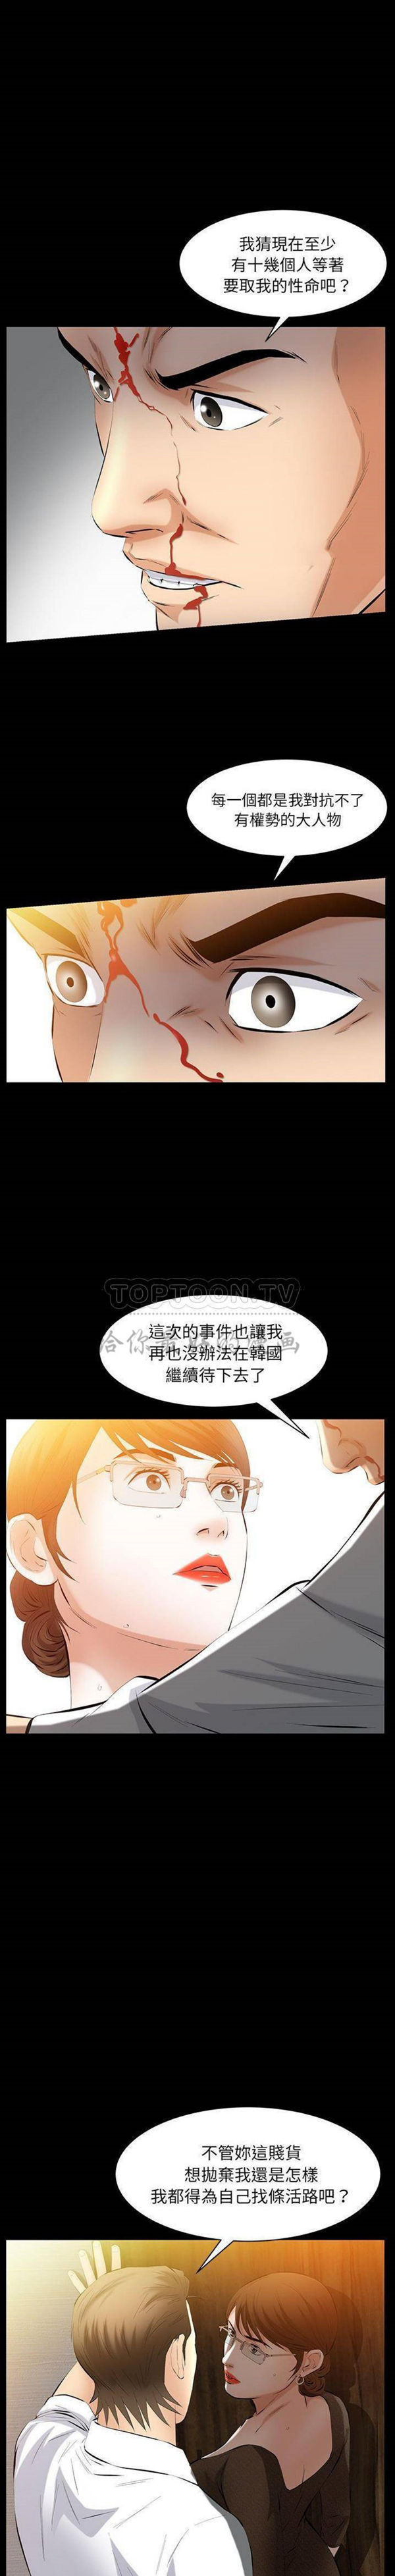 我猜現在至少
有十幾個人等著
要取我的性命吧？
每一個都是我對抗不了
有權勢的大人物
TOPTOON.TV
這次的事件也讓我
再也沒辦法在韓國
繼續待下去了
不管妳這賤貨
想拋棄我還是怎樣
我都得為自己找條活路吧？